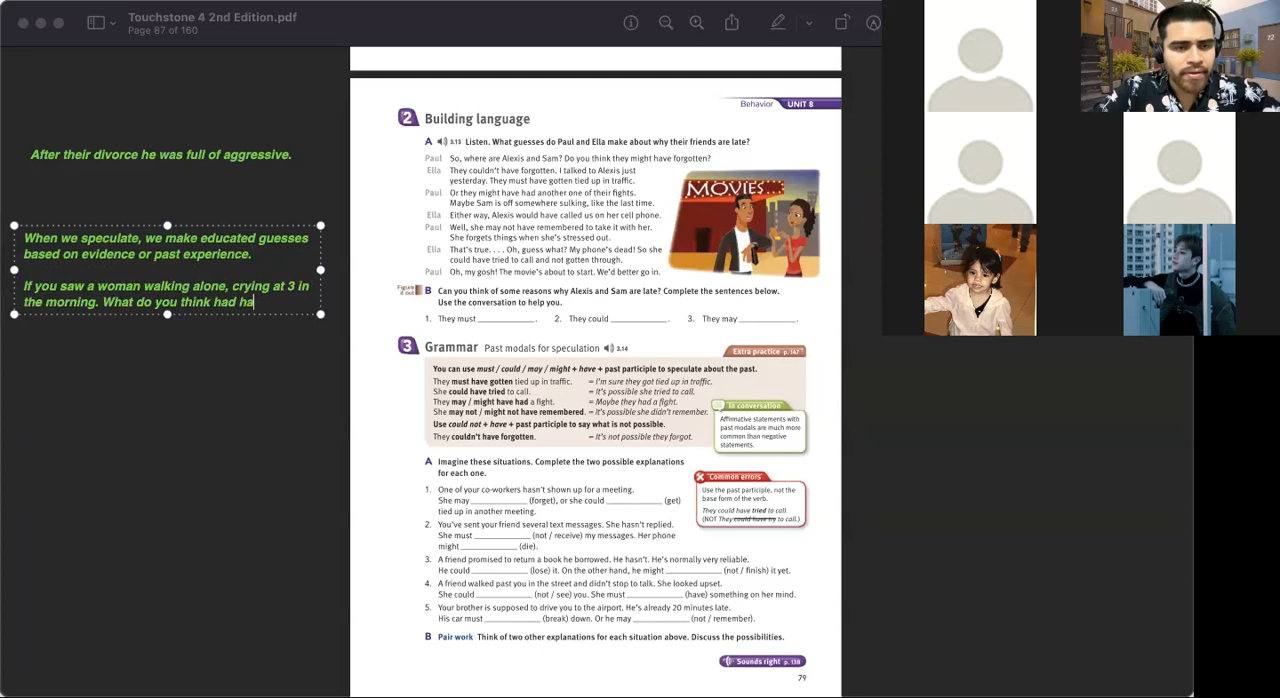 Touchstone 4 2nd Edition.pdf
Page 87 of 160
After their divorce he was full of aggressive.
When we speculate, we make educated guesses
based on evidence or past experience.
If you saw a woman walking alone, crying at 3 in
the morning. What do you think had ha
Behavior UNIT 8
2 Building language
A 3.13 Listen. What guesses do Paul and Ella make about why their friends are late?
Paul So, where are Alexis and Sam? Do you think they might have forgotten?
Ella They couldn't have forgotten. I talked to Alexis just
yesterday. They must have gotten tied up in traffic.
Paul Or they might have had another one of their fights.
Maybe Sam is off somewhere sulking, like the last time.
Ella Either way, Alexis would have called us on her cell phone.
Paul Well, she may not have remembered to take it with her.
She forgets things when she's stressed out.
Ella That's true. . . . Oh, guess what? My phone's dead! So she
could have tried to call and not gotten through.
Paul Oh, my gosh! The movie's about to start. We'd better go in.
MOVIES
Figure it out
B Can you think of some reasons why Alexis and Sam are late? Complete the sentences below.
Use the conversation to help you.
1. They must ___________. 2. They could ___________. 3. They may ___________.
3 Grammar Past modals for speculation 3.14
Extra practice p. 147
You can use must / could / may / might + have + past participle to speculate about the past.
They must have gotten tied up in traffic. = I'm sure they got tied up in traffic.
She could have tried to call. = It's possible she tried to call.
They may / might have had a fight. = Maybe they had a fight.
She may not / might not have remembered. = It's possible she didn't remember.
Use could not + have + past participle to say what is not possible.
They couldn't have forgotten. = It's not possible they forgot.
In conversation
Affirmative statements with
past modals are much more
common than negative
statements.
A Imagine these situations. Complete the two possible explanations
for each one.
1. One of your co-workers hasn't shown up for a meeting.
She may ___________ (forget), or she could ___________ (get)
tied up in another meeting.
2. You've sent your friend several text messages. She hasn't replied.
She must ___________ (not / receive) my messages. Her phone
might ___________ (die).
3. A friend promised to return a book he borrowed. He hasn't. He's normally very reliable.
He could ___________ (lose) it. On the other hand, he might ___________ (not / finish) it yet.
4. A friend walked past you in the street and didn't stop to talk. She looked upset.
She could ___________ (not / see) you. She must ___________ (have) something on her mind.
5. Your brother is supposed to drive you to the airport. He's already 20 minutes late.
His car must ___________ (break) down. Or he may ___________ (not / remember).
Common errors
Use the past participle, not the
base form of the verb.
They could have tried to call.
(NOT They could have try to call.)
B Pair work Think of two other explanations for each situation above. Discuss the possibilities.
Sounds right p. 138
79